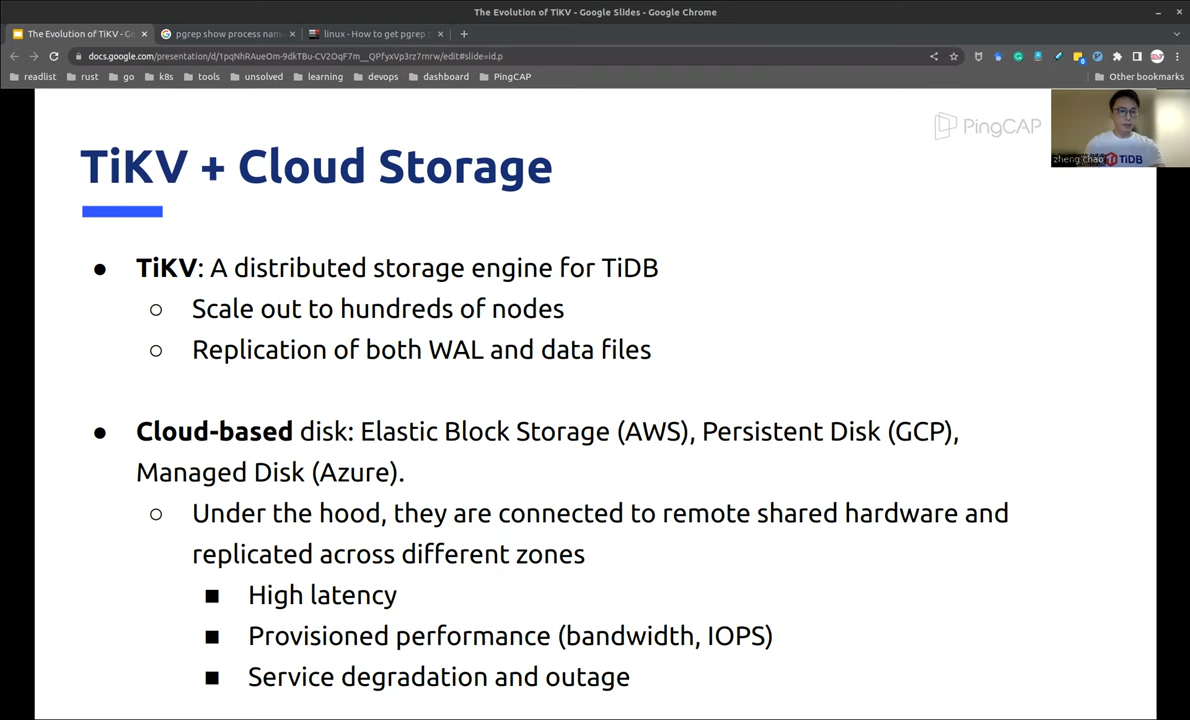 The Evolution of TiKV - Google Slides - Google Chrome
The Evolution of TiKV - Go
pgrep show process nam
linux - How to get pgrep t
docs.google.com/presentation/d/1pqNhRAueOm-9dkTBu-CV2OqF7m__QPfyxVp3rz7mrw/edit#slide=id.p
readlist rust go k8s tools unsolved learning devops dashboard PingCAP Other bookmarks
PingCAP
zheng chao
TiDB
TiKV + Cloud Storage
● TiKV: A distributed storage engine for TiDB
○ Scale out to hundreds of nodes
○ Replication of both WAL and data files
● Cloud-based disk: Elastic Block Storage (AWS), Persistent Disk (GCP),
Managed Disk (Azure).
○ Under the hood, they are connected to remote shared hardware and
replicated across different zones
■ High latency
■ Provisioned performance (bandwidth, IOPS)
■ Service degradation and outage